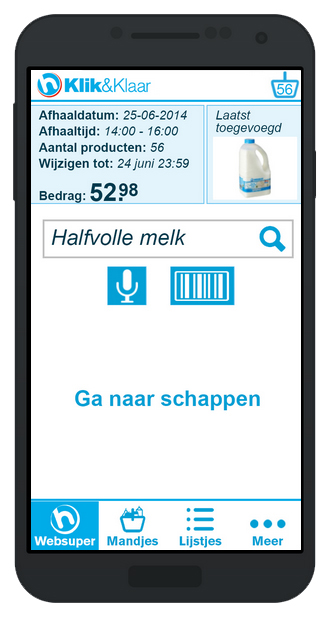 Klik&Klaar
56
Afhaaldatum: 25-06-2014
Afhaaltijd: 14:00 - 16:00
Aantal producten: 56
Wijzigen tot: 24 juni 23:59
Bedrag: 52.98
Laatst
toegevoegd
Halfvolle melk
Ga naar schappen
Websuper
Mandjes
Lijstjes
Meer